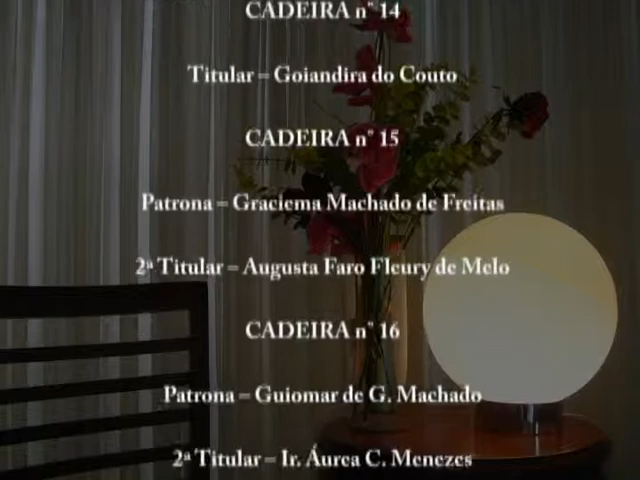 CADEIRA nº 14
Titular – Goiandira do Couto
CADEIRA nº 15
Patrona – Graciema Machado de Freitas
2ª Titular – Augusta Faro Fleury de Melo
CADEIRA nº 16
Patrona – Guiomar de G. Machado
2ª Titular – Ir. Áurea C. Menezes